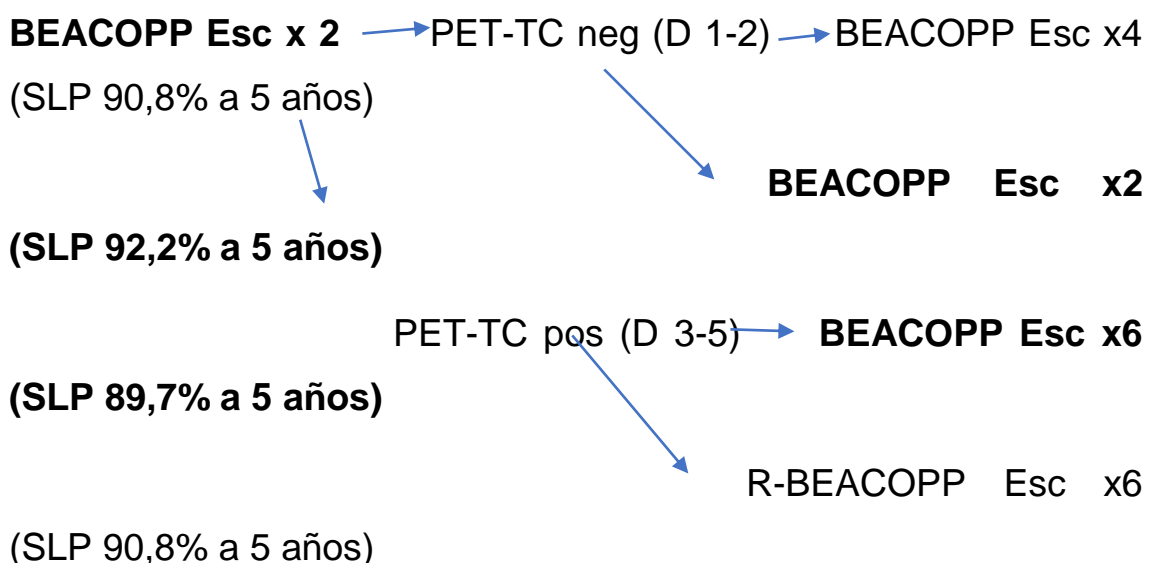 BEACOPP Esc x 2 PET-TC neg (D 1-2) BEACOPP Esc x4
(SLP 90,8% a 5 años)
BEACOPP Esc x2
(SLP 92,2% a 5 años)
PET-TC pos (D 3-5) BEACOPP Esc x6
(SLP 89,7% a 5 años)
R-BEACOPP Esc x6
(SLP 90,8% a 5 años)